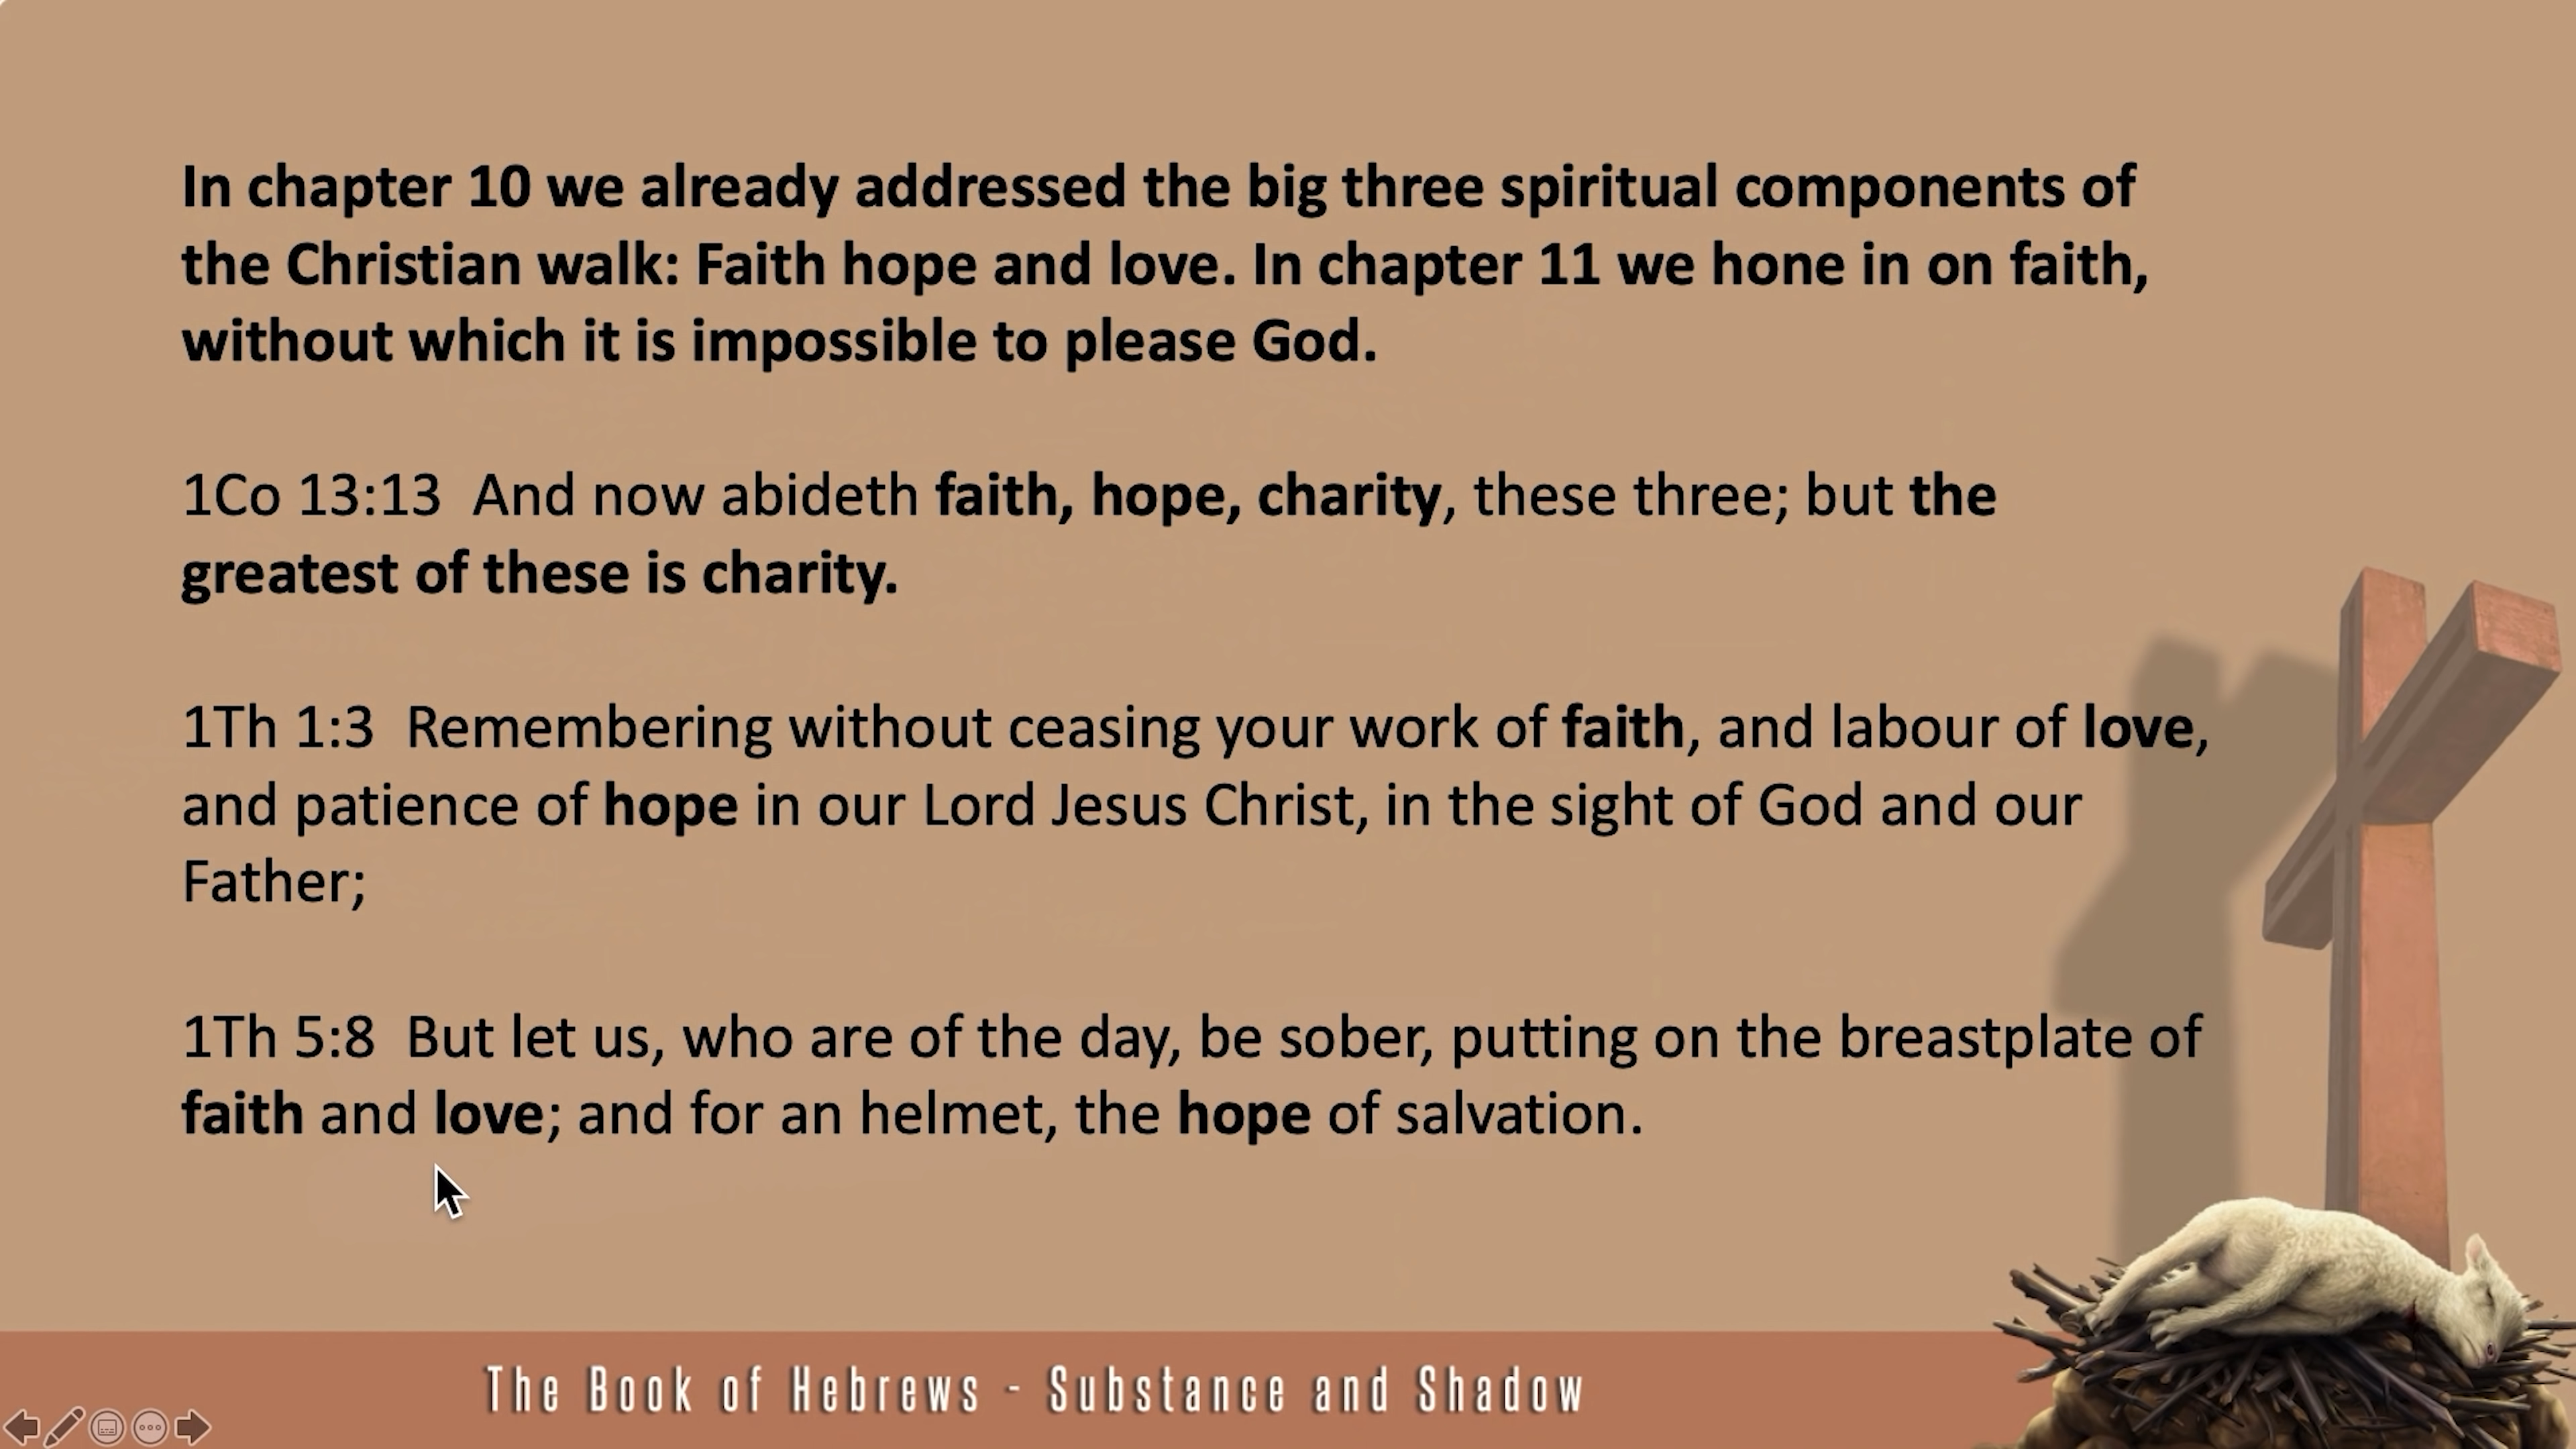 In chapter 10 we already addressed the big three spiritual components of
the Christian walk: Faith hope and love. In chapter 11 we hone in on faith,
without which it is impossible to please God.
1Co 13:13  And now abideth faith, hope, charity, these three; but the
greatest of these is charity.
1Th 1:3  Remembering without ceasing your work of faith, and labour of love,
and patience of hope in our Lord Jesus Christ, in the sight of God and our
Father;
1Th 5:8  But let us, who are of the day, be sober, putting on the breastplate of
faith and love; and for an helmet, the hope of salvation.
The Book of Hebrews - Substance and Shadow